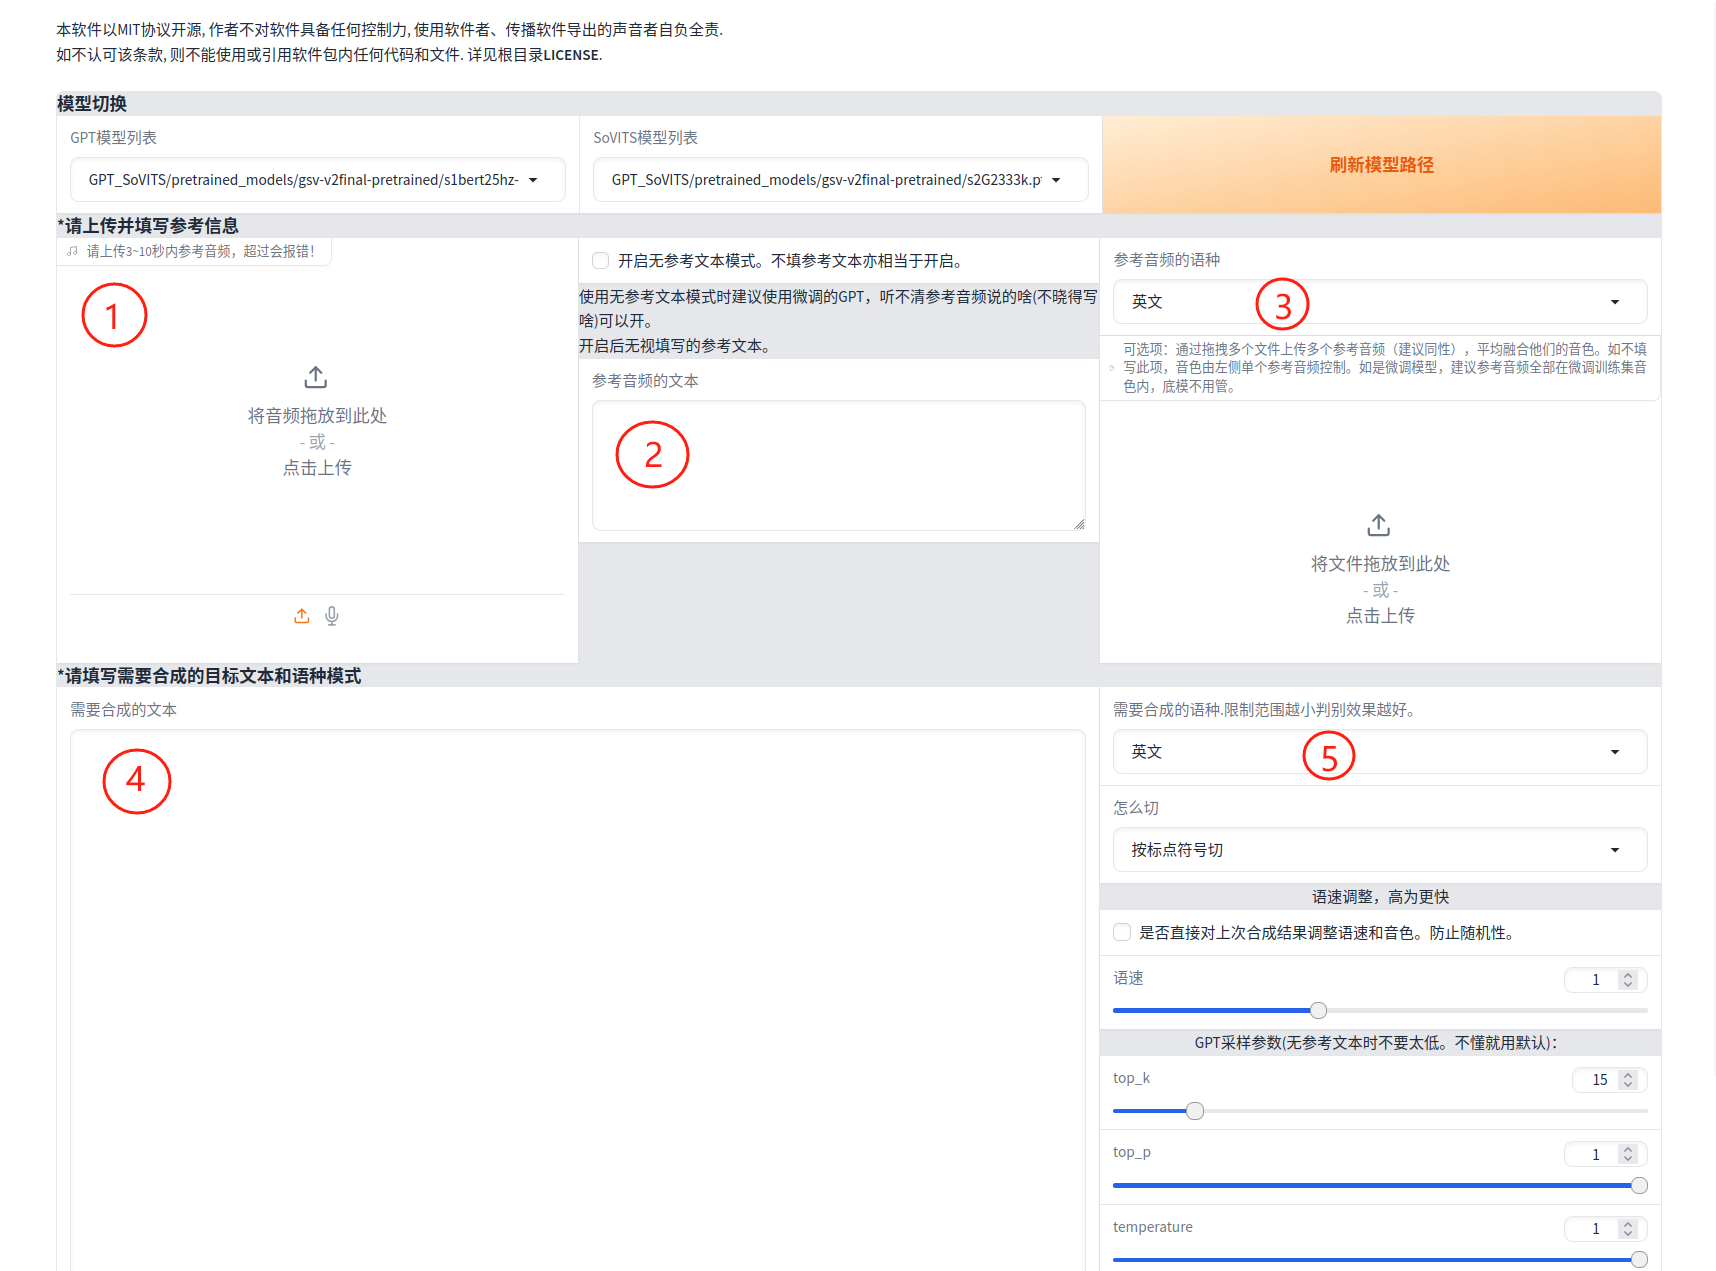 本软件以MIT协议开源, 作者不对软件具备任何控制力, 使用软件者、传播软件导出的声音者自负全责.
如不认可该条款, 则不能使用或引用软件包内任何代码和文件. 详见根目录LICENSE.
模型切换
GPT模型列表
GPT_SoVITS/pretrained_models/gsv-v2final-pretrained/s1bert25hz-
SoVITS模型列表
GPT_SoVITS/pretrained_models/gsv-v2final-pretrained/s2G2333k.p
刷新模型路径
*请上传并填写参考信息
请上传3~10秒内参考音频，超过会报错！
1
将音频拖放到此处
- 或 -
点击上传
开启无参考文本模式。不填参考文本亦相当于开启。
使用无参考文本模式时建议使用微调的GPT，听不清参考音频说的啥(不晓得写
啥)可以开。
开启后无视填写的参考文本。
参考音频的文本
2
参考音频的语种
英文
3
可选项：通过拖拽多个文件上传多个参考音频（建议同性），平均融合他们的音色。如不填
写此项，音色由左侧单个参考音频控制。如是微调模型，建议参考音频全部在微调训练集音
色内，底模不用管。
将文件拖放到此处
- 或 -
点击上传
*请填写需要合成的目标文本和语种模式
需要合成的文本
4
需要合成的语种.限制范围越小判别效果越好。
英文
5
怎么切
按标点符号切
语速调整，高为更快
是否直接对上次合成结果调整语速和音色。防止随机性。
语速
1
GPT采样参数(无参考文本时不要太低。不懂就用默认)：
top_k
15
top_p
1
temperature
1